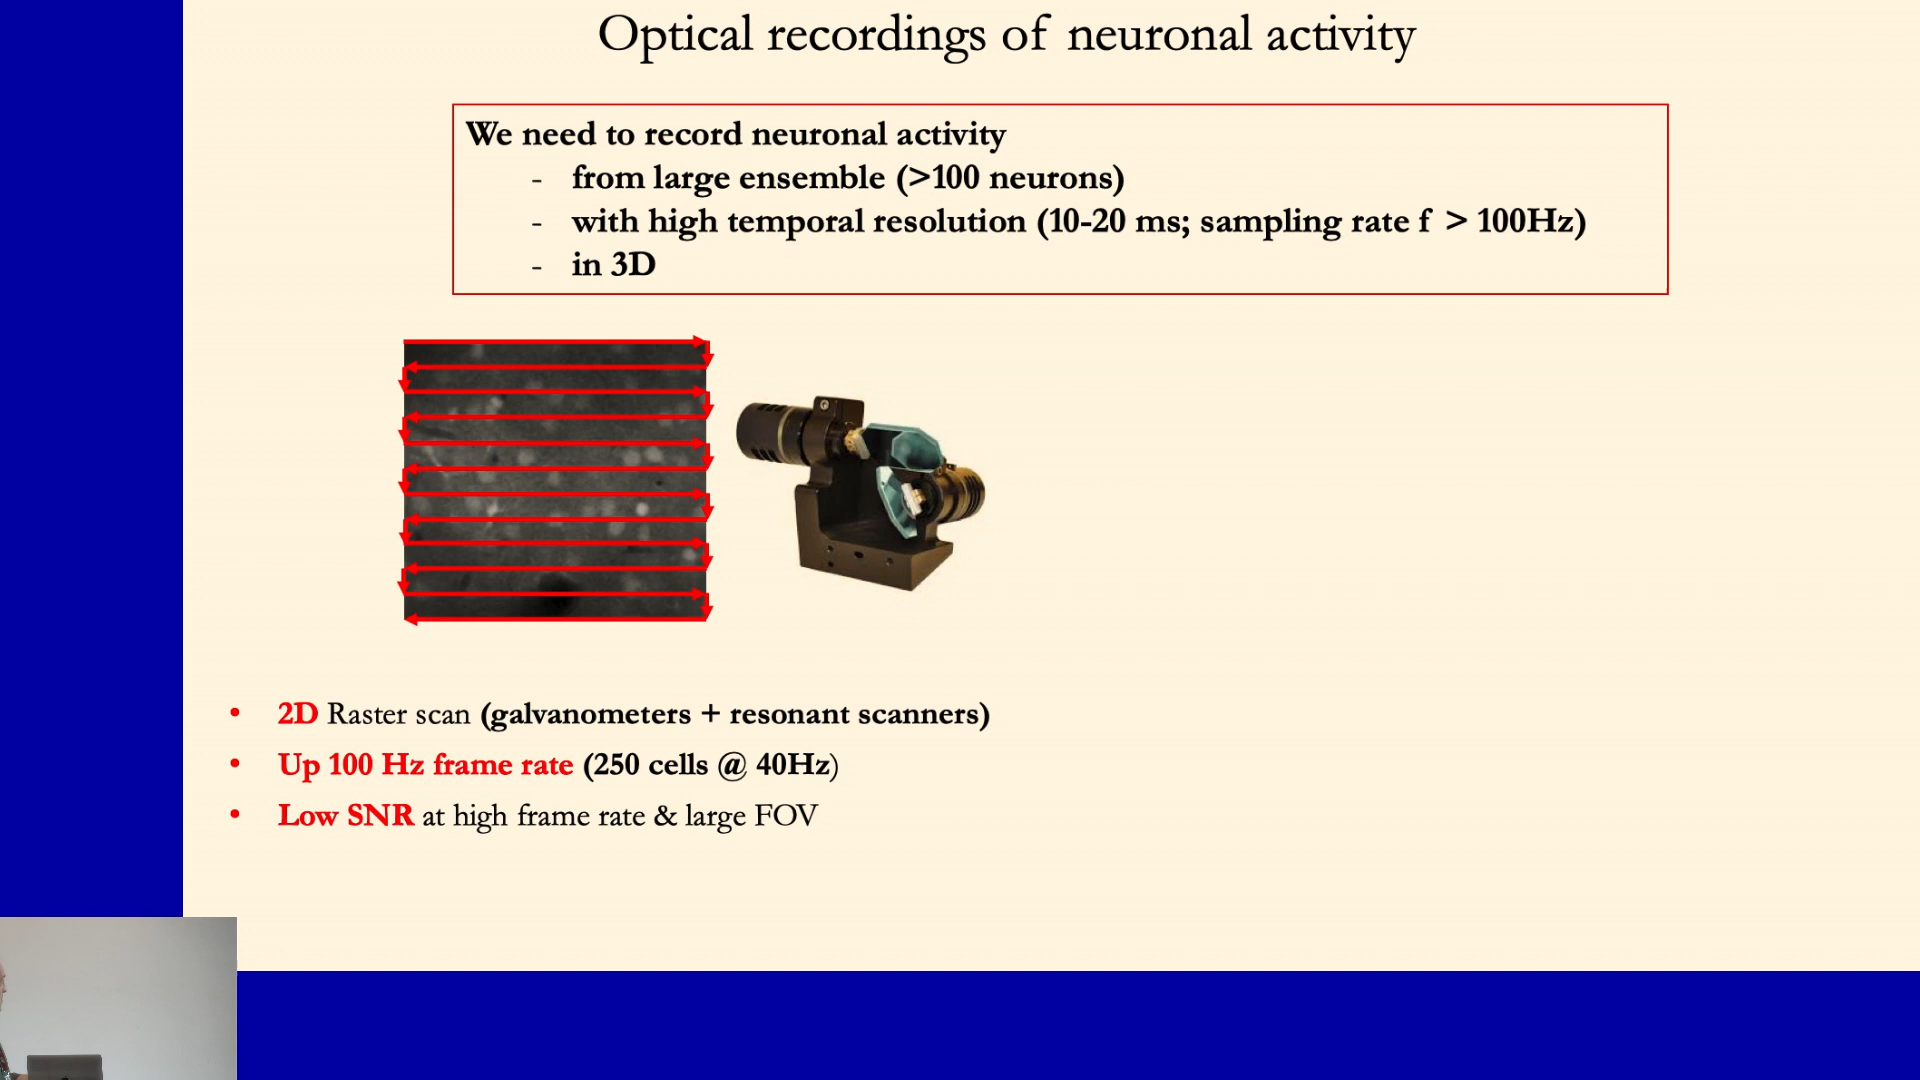 Optical recordings of neuronal activity
We need to record neuronal activity
- from large ensemble (>100 neurons)
- with high temporal resolution (10-20 ms; sampling rate f > 100Hz)
- in 3D
• 2D Raster scan (galvanometers + resonant scanners)
• Up 100 Hz frame rate (250 cells @ 40Hz)
• Low SNR at high frame rate & large FOV